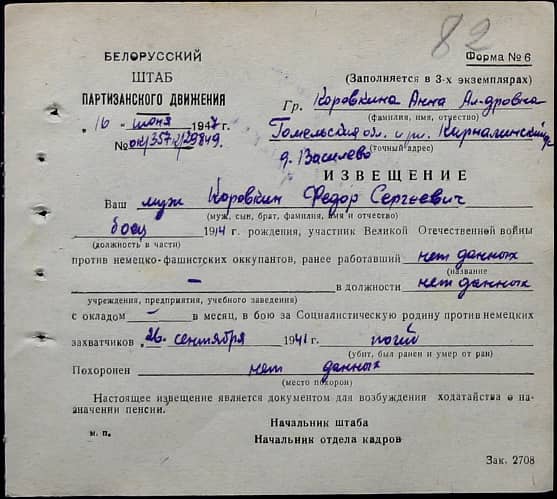 82
БЕЛОРУССКИЙ
ШТАБ
ПАРТИЗАНСКОГО ДВИЖЕНИЯ
„16 " июня 1947 г.
№
Форма № 6
(Заполняется в 3-х экземплярах)
Гр. Коровкина Анна Ал-дровна
(фамилия, имя, отчество)
Гомельская обл.
д. Василево
(точный адрес)
ИЗВЕЩЕНИЕ
Ваш муж Коровкин Федор Сергеевич
(муж, сын, брат, фамилия, имя и отчество)
боец 1914 г. рождения, участник Великой Отечественной войны
(должность в части)
против немецко-фашистских оккупантов, ранее работавший нет данных
(название
— в должности нет данных
учреждения, предприятия, учебного заведения)
с окладом — в месяц, в бою за Социалистическую родину против немецких
захватчиков „26" сентября 1941 г. погиб
(убит, был ранен и умер от ран)
Похоронен нет данных
(место похорон)
Настоящее извещение является документом для возбуждения ходатайства о на-
значении пенсии.
Начальник штаба
м. п. Начальник отдела кадров
Зак. 2708